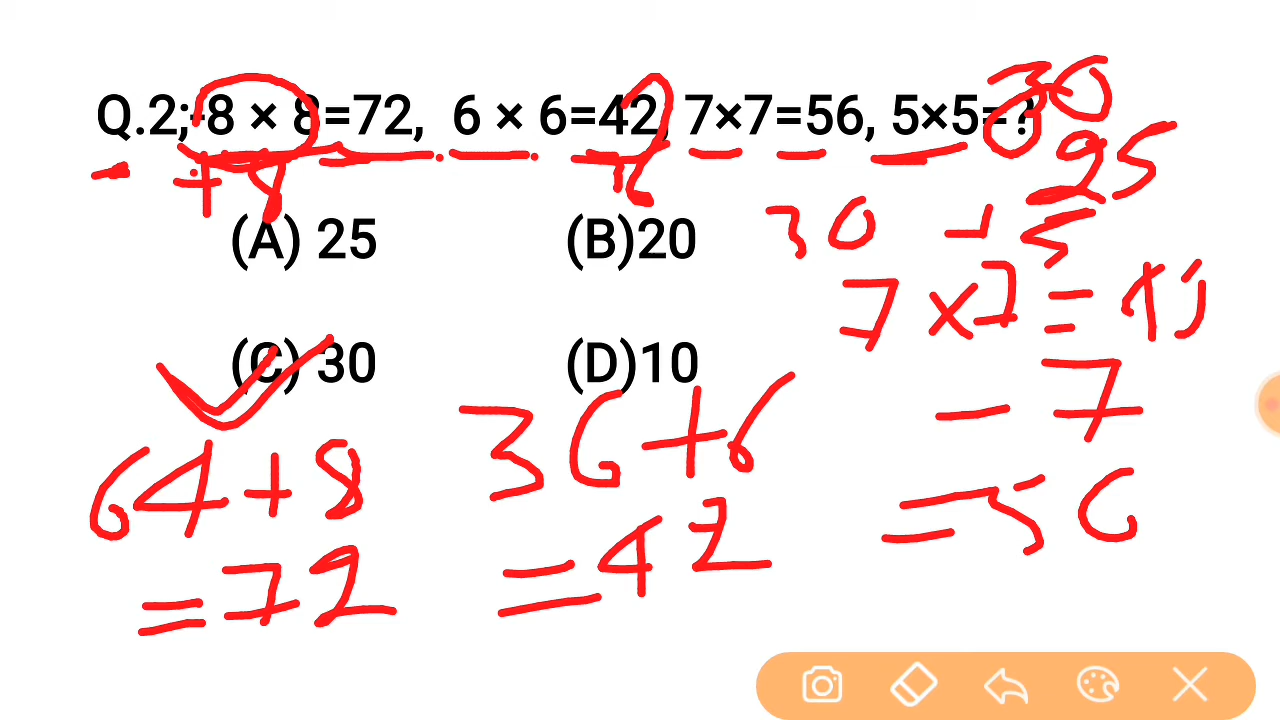 Q.2;-8 × 8=72, 6 × 6=42, 7×7=56, 5×5=?
30
+8
25
(A) 25 (B)20
30 5
7 × 7 =
(C) 30 (D)10
- 7
64+8 36+6
=72 =42 =56